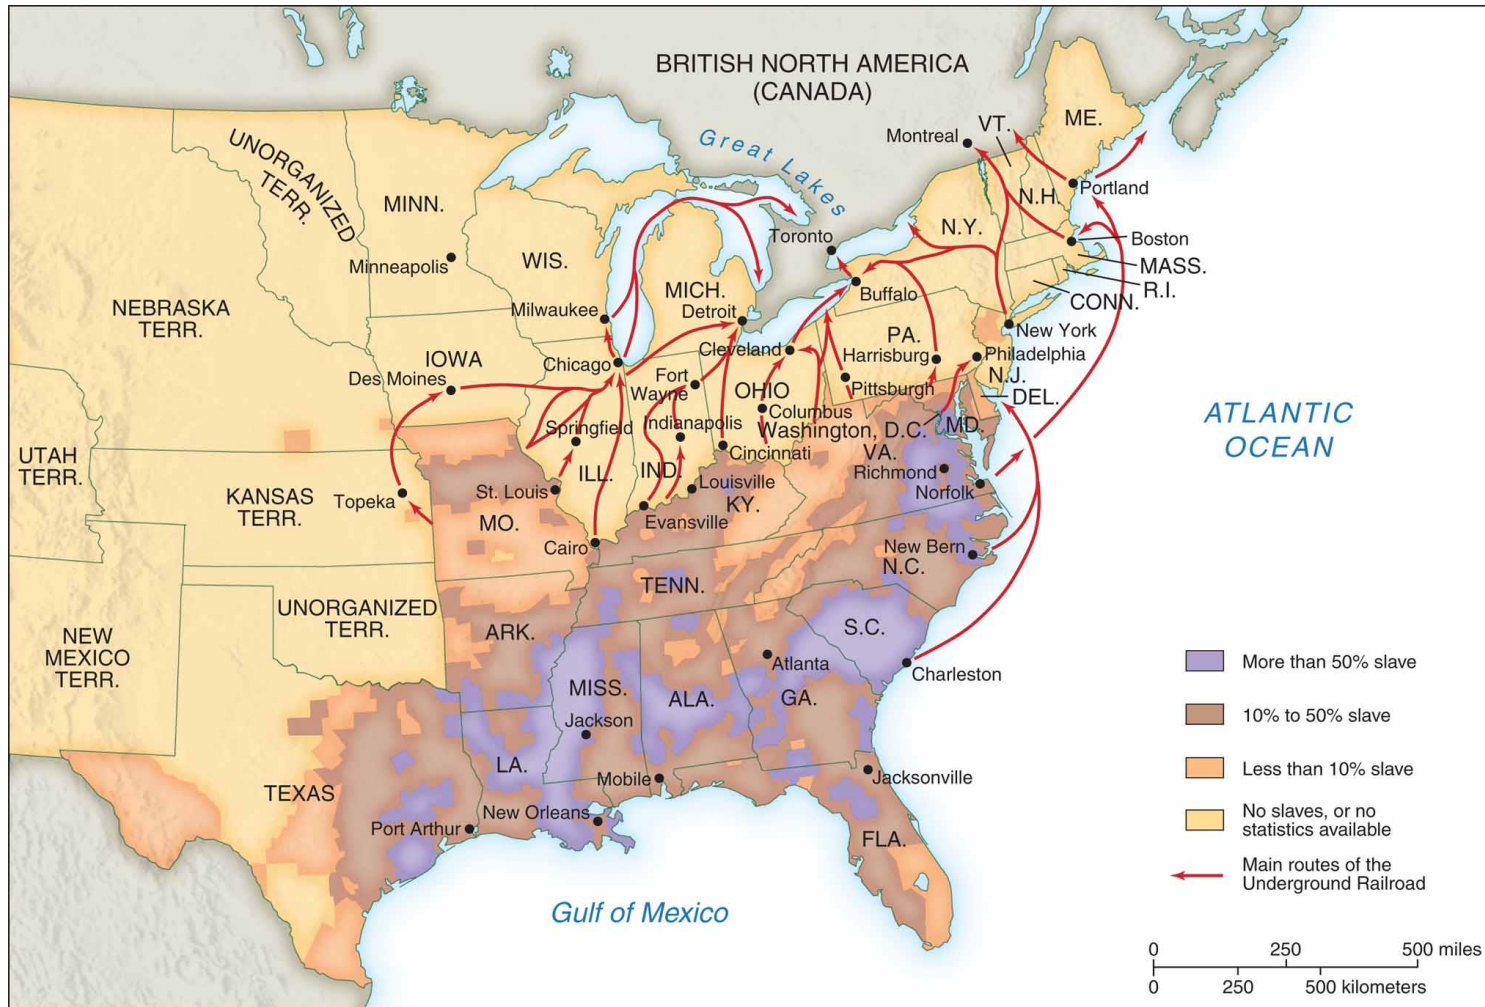 BRITISH NORTH AMERICA
(CANADA)
Great Lakes
Montreal
VT.
ME.
N.H.
Portland
N.Y.
Boston
MASS.
R.I.
CONN.
Toronto
Buffalo
New York
UNORGANIZED
TERR.
MINN.
Minneapolis
WIS.
Milwaukee
MICH.
Detroit
NEBRASKA
TERR.
IOWA
Des Moines
Chicago
Fort
Wayne
Cleveland
PA.
Harrisburg
Pittsburgh
Philadelphia
N.J.
DEL.
OHIO
Columbus
Washington, D.C.
MD.
Springfield
Indianapolis
Cincinnati
VA.
Richmond
Norfolk
ILL.
IND.
Louisville
KY.
Evansville
UTAH
TERR.
KANSAS
TERR.
Topeka
St. Louis
MO.
Cairo
New Bern
N.C.
TENN.
UNORGANIZED
TERR.
NEW
MEXICO
TERR.
ARK.
S.C.
Charleston
Atlanta
MISS.
ALA.
GA.
Jackson
LA.
Mobile
Jacksonville
TEXAS
Port Arthur
New Orleans
FLA.
Gulf of Mexico
ATLANTIC
OCEAN
More than 50% slave
10% to 50% slave
Less than 10% slave
No slaves, or no
statistics available
Main routes of the
Underground Railroad
0 250 500 miles
0 250 500 kilometers